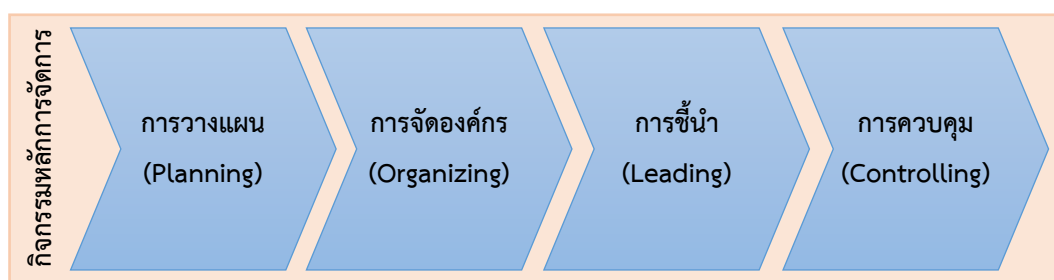 กิจกรรมหลักการจัดการ
การวางแผน
(Planning)
การจัดองค์กร
(Organizing)
การชี้นำ
(Leading)
การควบคุม
(Controlling)